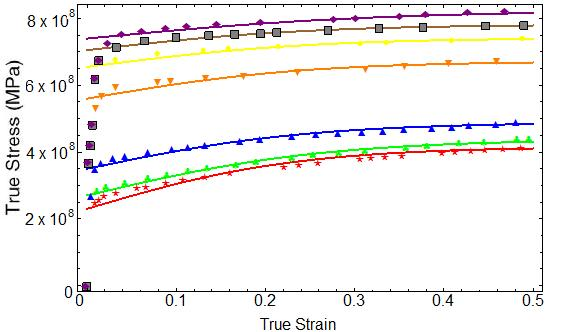 True Stress (MPa)
8 x 10^8
6 x 10^8
4 x 10^8
2 x 10^8
0
0 0.1 0.2 0.3 0.4 0.5
True Strain